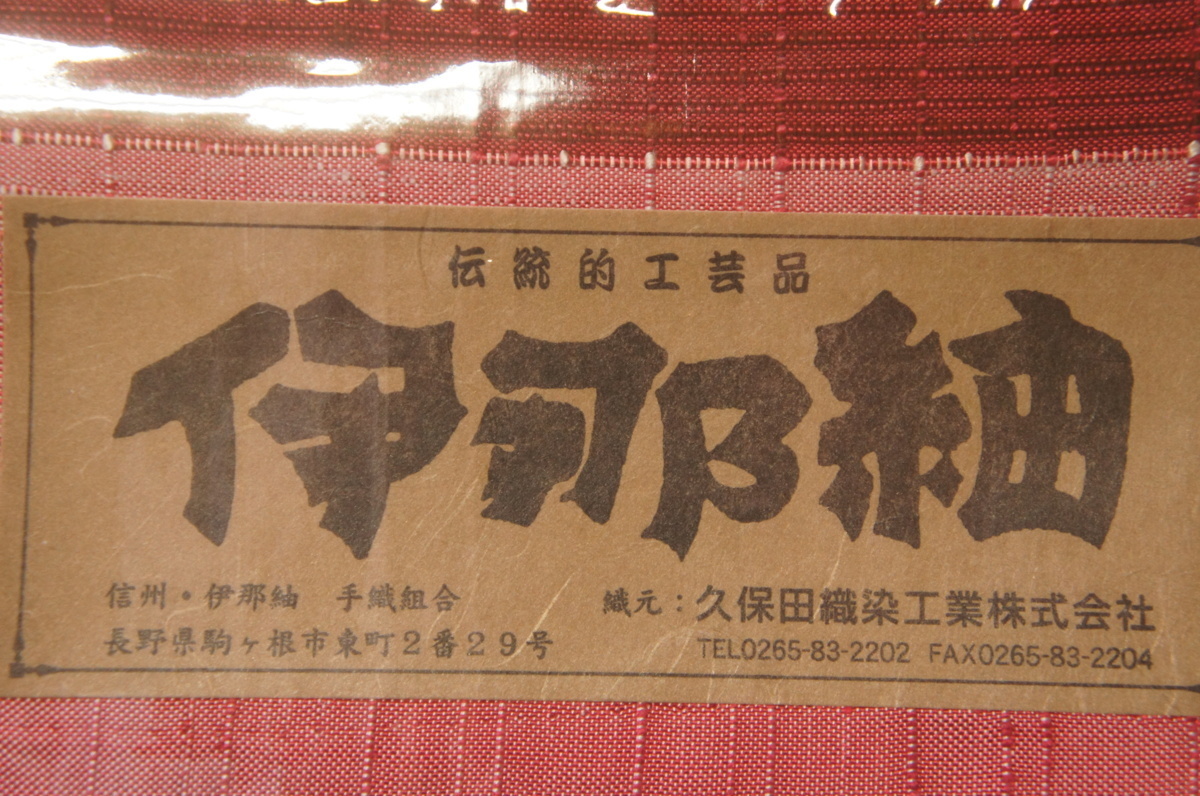 伝統的工芸品
伊那紬
信州・伊那紬　手織組合
長野県駒ヶ根市東町２番２９号
織元：久保田織染工業株式会社
TEL0265-83-2202 FAX0265-83-2204